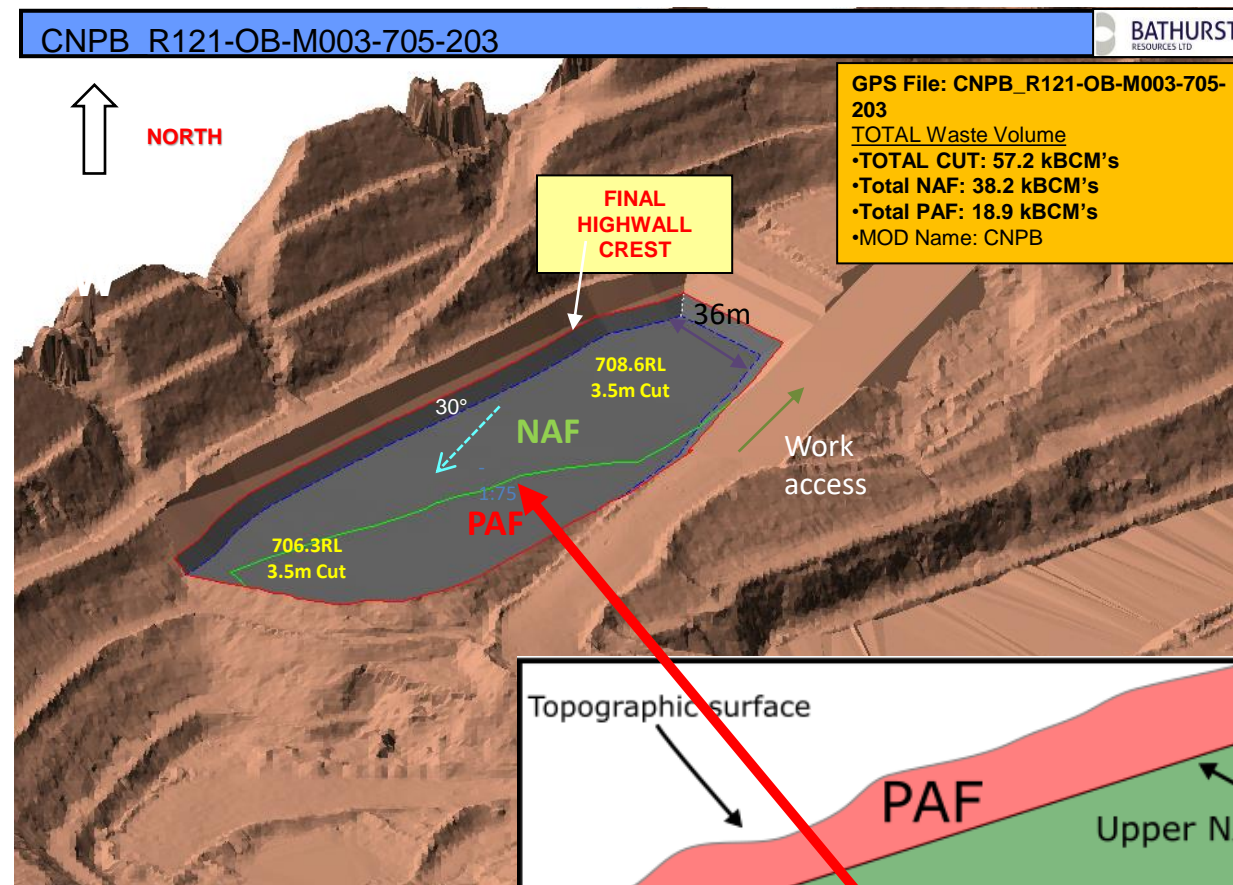 CNPB_R121-OB-M003-705-203
BATHURST
RESOURCES LTD
NORTH
GPS File: CNPB_R121-OB-M003-705-
203
TOTAL Waste Volume
•TOTAL CUT: 57.2 kBCM’s
•Total NAF: 38.2 kBCM’s
•Total PAF: 18.9 kBCM’s
•MOD Name: CNPB
FINAL
HIGHWALL
CREST
W
36m
708.6RL
3.5m Cut
30°
NAF
Work
access
-
1:75
PAF
706.3RL
3.5m Cut
Topographic surface
PAF
Upper